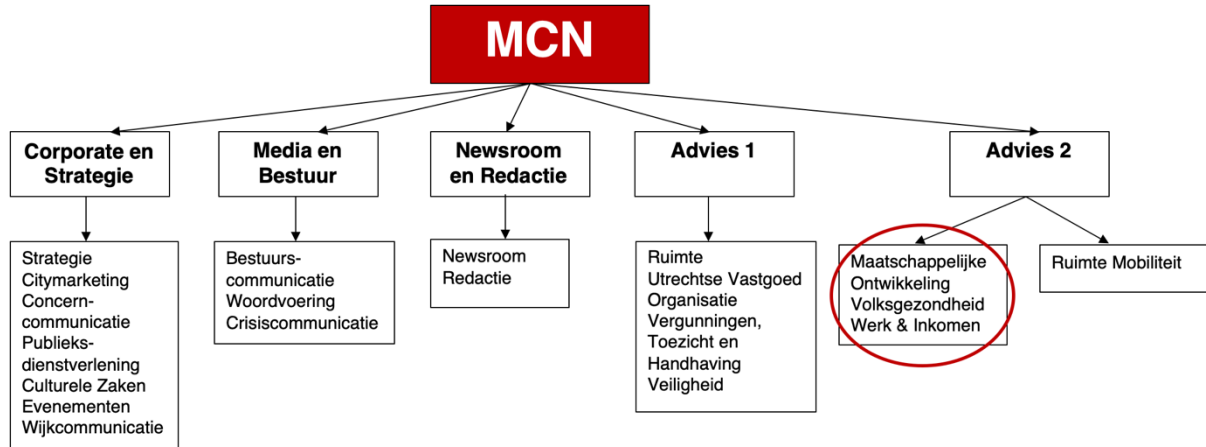 MCN
Corporate en
Strategie
Media en
Bestuur
Newsroom
en Redactie
Advies 1
Advies 2
Strategie
Citymarketing
Concern-
communicatie
Publieks-
dienstverlening
Culturele Zaken
Evenementen
Wijkcommunicatie
Bestuurs-
communicatie
Woordvoering
Crisiscommunicatie
Newsroom
Redactie
Ruimte
Utrechtse Vastgoed
Organisatie
Vergunningen,
Toezicht en
Handhaving
Veiligheid
Maatschappelijke
Ontwikkeling
Volksgezondheid
Werk & Inkomen
Ruimte Mobiliteit